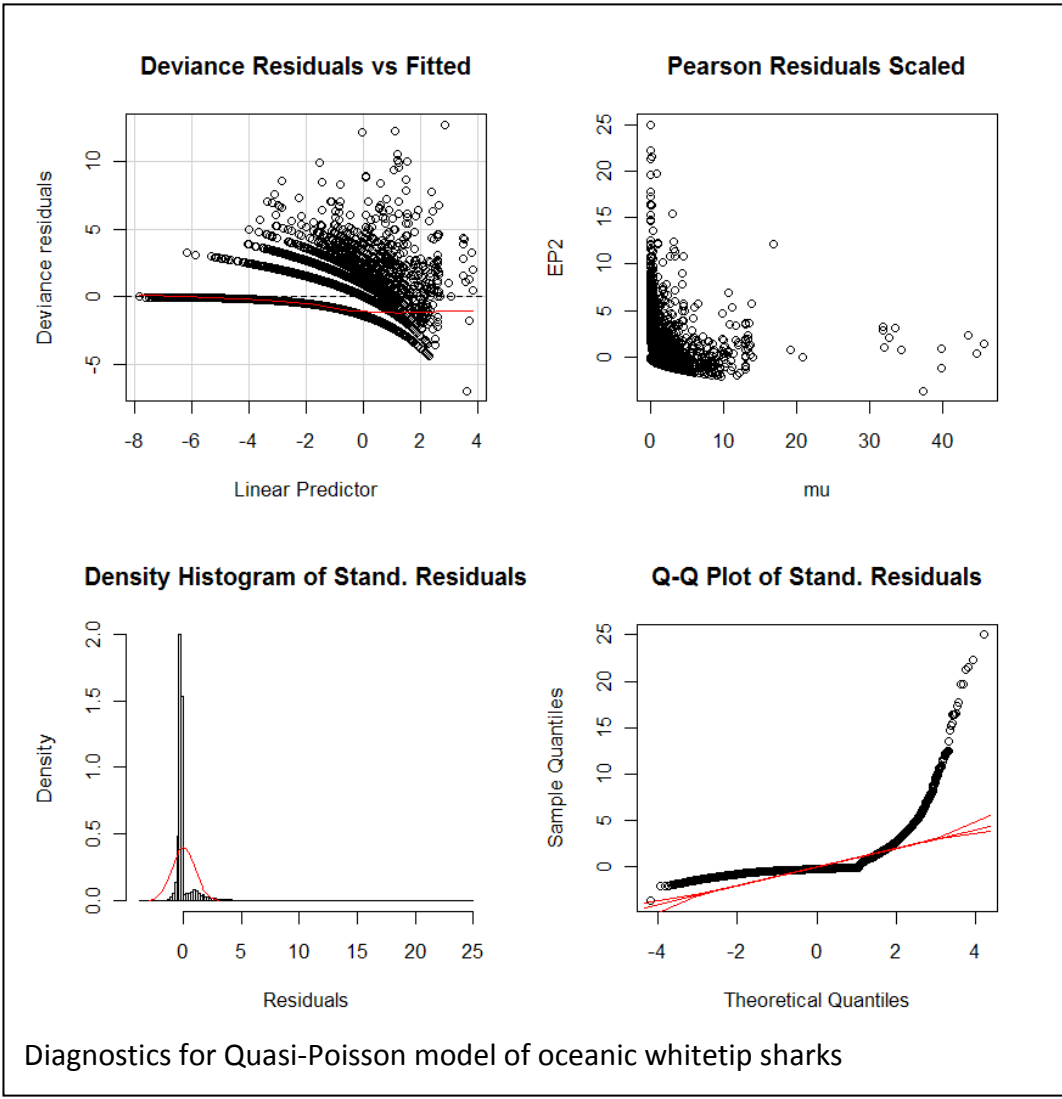 Deviance Residuals vs Fitted
Deviance residuals
10
5
0
-5
-8 -6 -4 -2 0 2 4
Linear Predictor
Pearson Residuals Scaled
EP2
25
20
15
10
5
0
0 10 20 30 40
mu
Density Histogram of Stand. Residuals
Density
2.0
1.5
1.0
0.5
0.0
0 5 10 15 20 25
Residuals
Q-Q Plot of Stand. Residuals
Sample Quantiles
25
20
15
10
5
0
-4 -2 0 2 4
Theoretical Quantiles
Diagnostics for Quasi-Poisson model of oceanic whitetip sharks